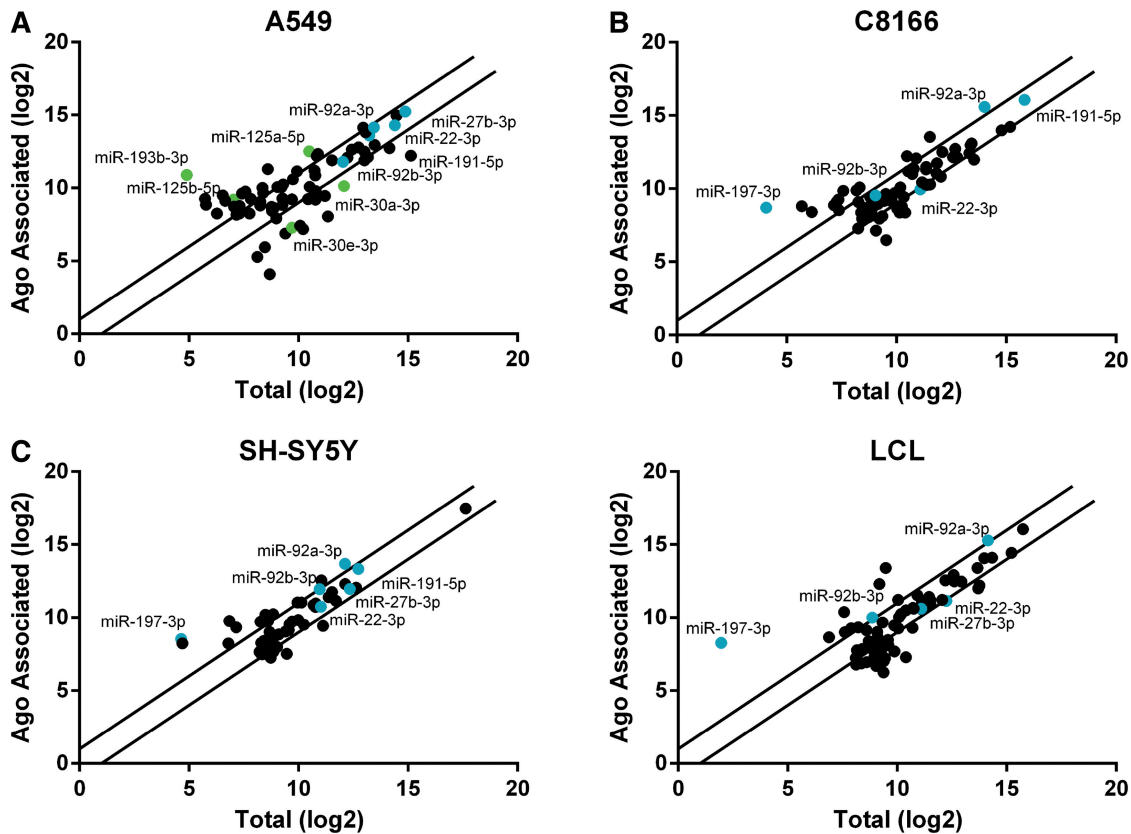 A
A549
20
15
10
5
0
0
5
10
15
20
Ago Associated (log2)
Total (log2)
miR-92a-3p
miR-27b-3p
miR-125a-5p
miR-22-3p
miR-193b-3p
miR-191-5p
miR-92b-3p
miR-125b-5p
miR-30a-3p
miR-30e-3p
B
C8166
20
15
10
5
0
0
5
10
15
20
Ago Associated (log2)
Total (log2)
miR-92a-3p
miR-191-5p
miR-92b-3p
miR-197-3p
miR-22-3p
C
SH-SY5Y
20
15
10
5
0
0
5
10
15
20
Ago Associated (log2)
Total (log2)
miR-92a-3p
miR-92b-3p
miR-191-5p
miR-27b-3p
miR-197-3p
miR-22-3p
LCL
20
15
10
5
0
0
5
10
15
20
Ago Associated (log2)
Total (log2)
miR-92a-3p
miR-92b-3p
miR-22-3p
miR-27b-3p
miR-197-3p